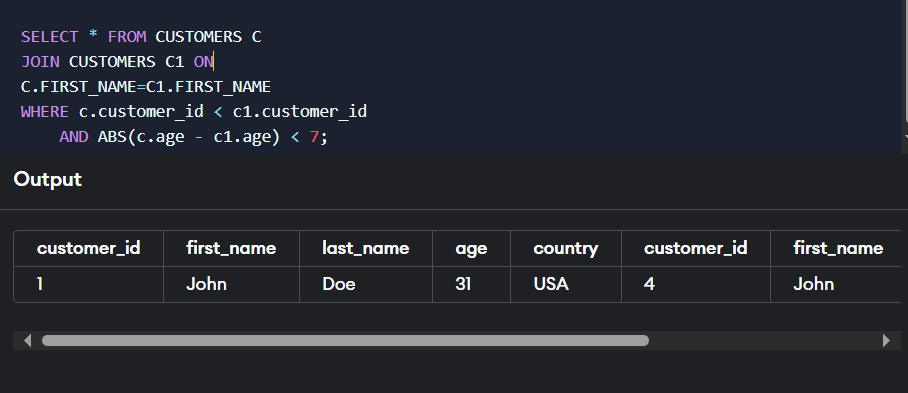 SELECT * FROM CUSTOMERS C
JOIN CUSTOMERS C1 ON
C.FIRST_NAME=C1.FIRST_NAME
WHERE c.customer_id < c1.customer_id
AND ABS(c.age - c1.age) < 7;
Output
customer_id first_name last_name age country customer_id first_name
1 John Doe 31 USA 4 John